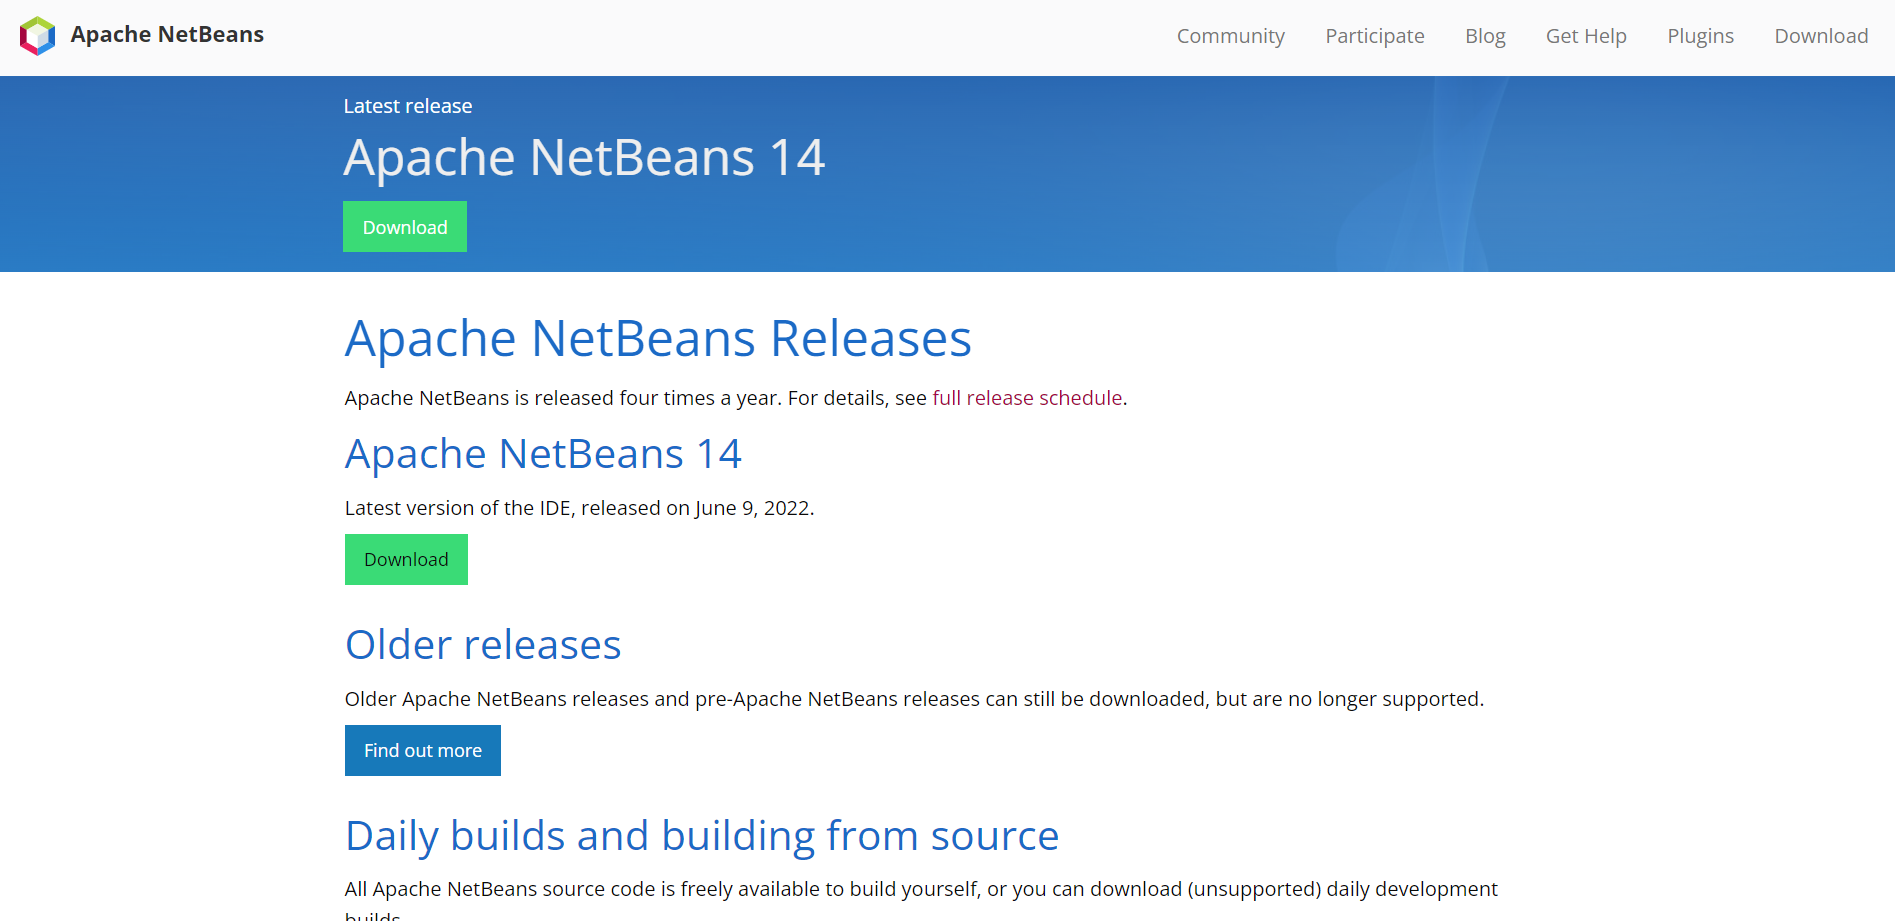 Apache NetBeans
Community Participate Blog Get Help Plugins Download
Latest release
Apache NetBeans 14
Download
Apache NetBeans Releases
Apache NetBeans is released four times a year. For details, see full release schedule.
Apache NetBeans 14
Latest version of the IDE, released on June 9, 2022.
Download
Older releases
Older Apache NetBeans releases and pre-Apache NetBeans releases can still be downloaded, but are no longer supported.
Find out more
Daily builds and building from source
All Apache NetBeans source code is freely available to build yourself, or you can download (unsupported) daily development
builds.